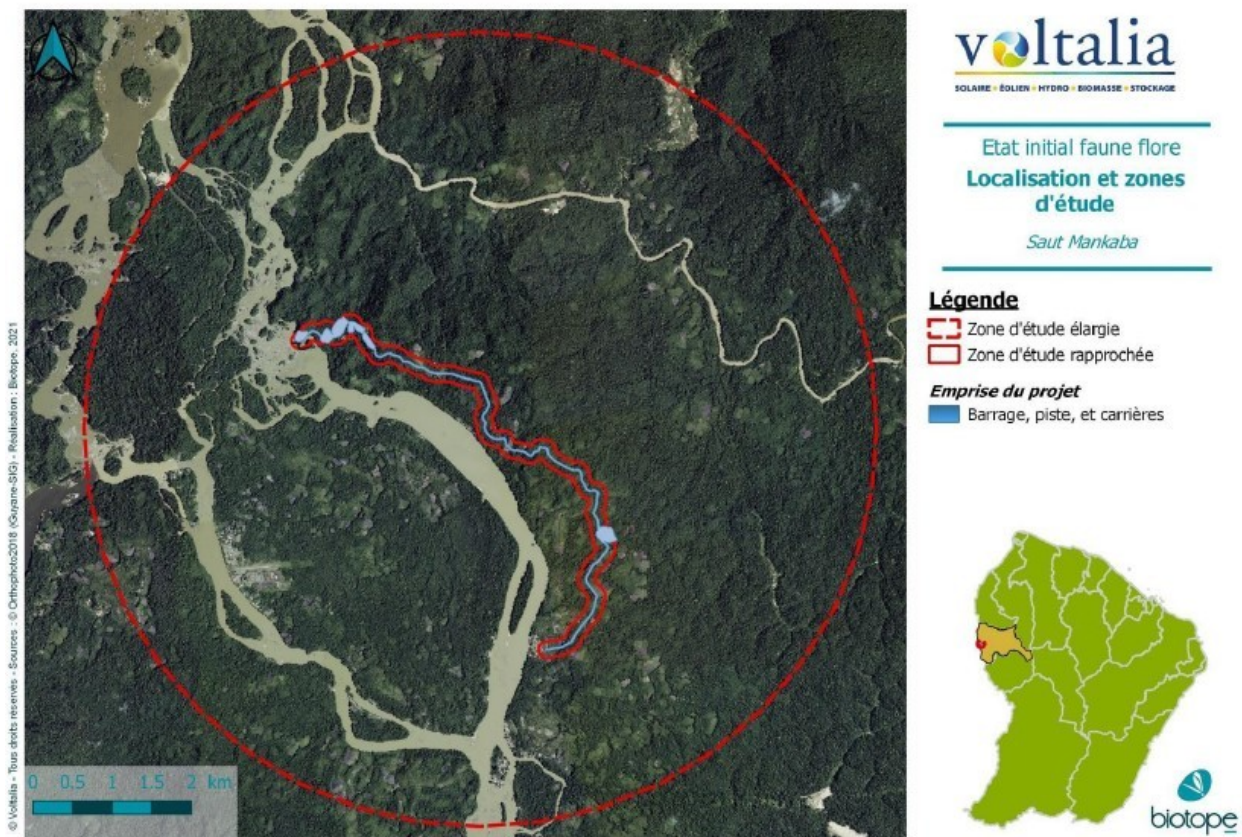 voltalia
SOLAIRE • ÉOLIEN • HYDRO • BIOMASSE • STOCKAGE
Etat initial faune flore
Localisation et zones
d'étude
Saut Mankaba
Légende
Zone d'étude élargie
Zone d'étude rapprochée
Emprise du projet
Barrage, piste, et carrières
0 0.5 1 1.5 2 km
© Voltalia - Tous droits réservés - Sources : © Orthophoto2018 (Guyane-SIG) - Réalisation : Biotope, 2021
biotope